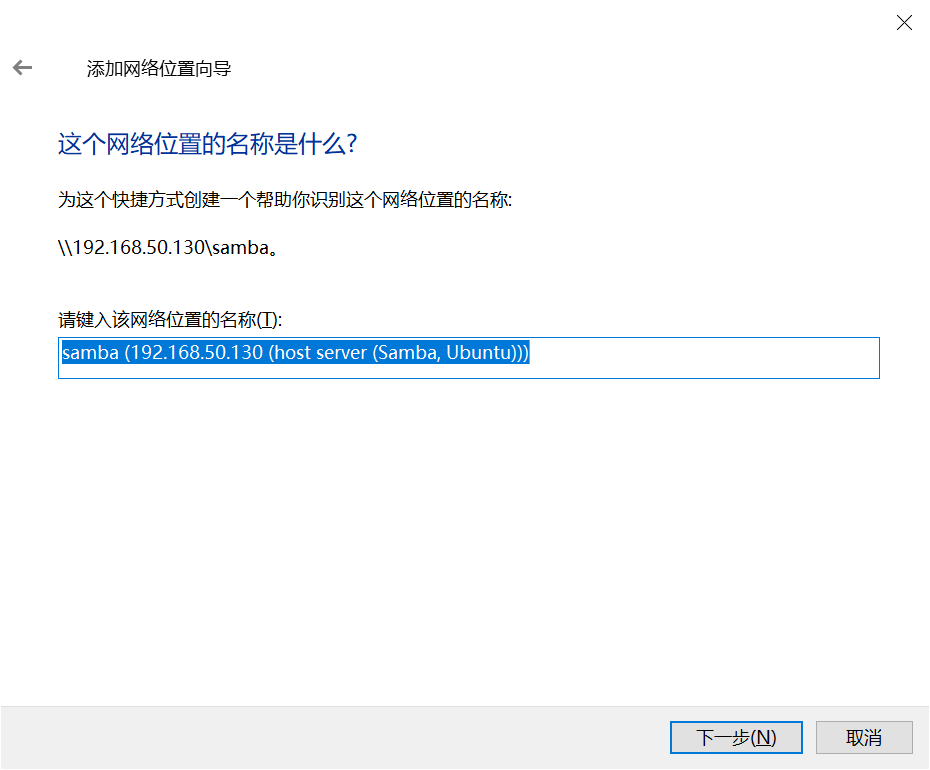 添加网络位置向导
这个网络位置的名称是什么?
为这个快捷方式创建一个帮助你识别这个网络位置的名称:
\\192.168.50.130\samba。
请键入该网络位置的名称(T):
samba (192.168.50.130 (host server (Samba, Ubuntu)))
下一步(N)
取消